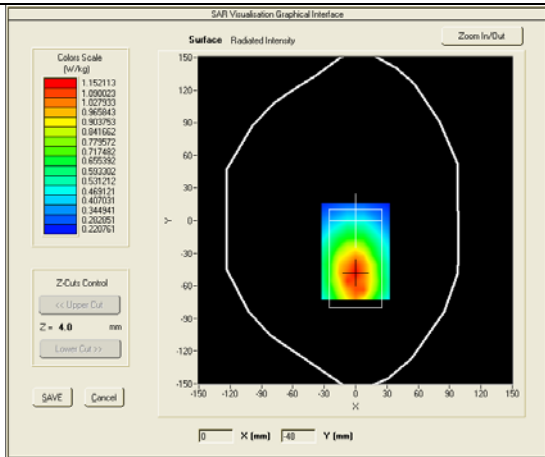 SAR Visualisation Graphical Interface
Surface Radiated Intensity
Zoom In/Out
Colors Scale
(W/kg)
1.152113
1.090023
1.027933
0.965843
0.903753
0.841662
0.779572
0.717482
0.655392
0.593302
0.531212
0.469121
0.407031
0.344941
0.282851
0.220761
Z-Cuts Control
<< Upper Cut
Z = 4.0 mm
Lower Cut >>
SAVE
Cancel
150-
120-
90-
60-
30-
0-
-30-
-60-
-90-
-120-
-150-
Y
-150 -120 -90 -60 -30 0 30 60 90 120 150
X
0 X (mm) -40 Y (mm)